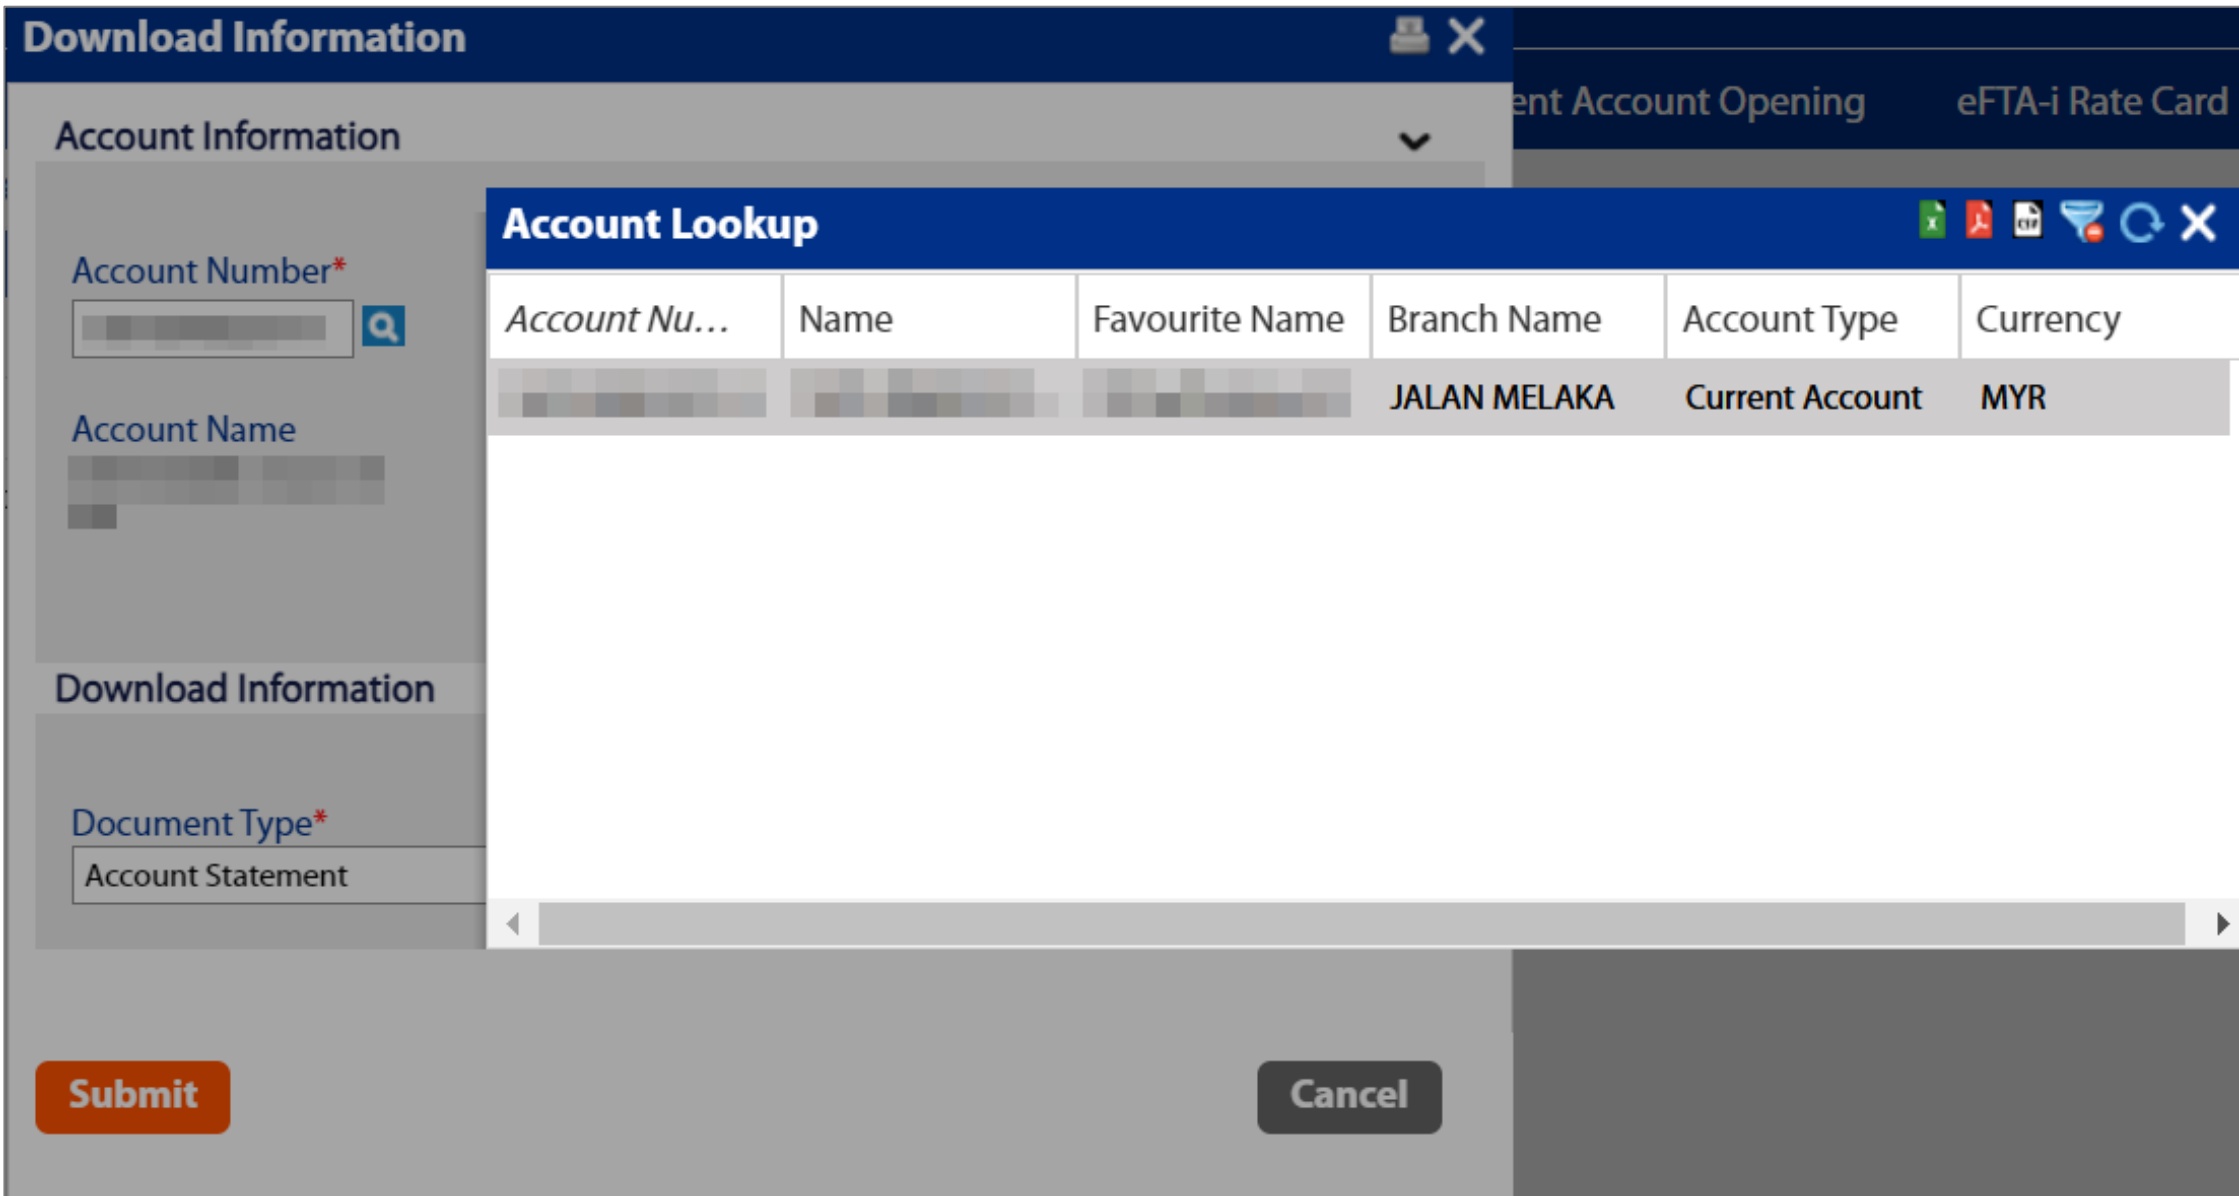 Download Information
ent Account Opening eFTA-i Rate Card
Account Information
Account Lookup
Account Number*
Account Nu... Name Favourite Name Branch Name Account Type Currency
JALAN MELAKA Current Account MYR
Account Name
Download Information
Document Type*
Account Statement
Submit Cancel